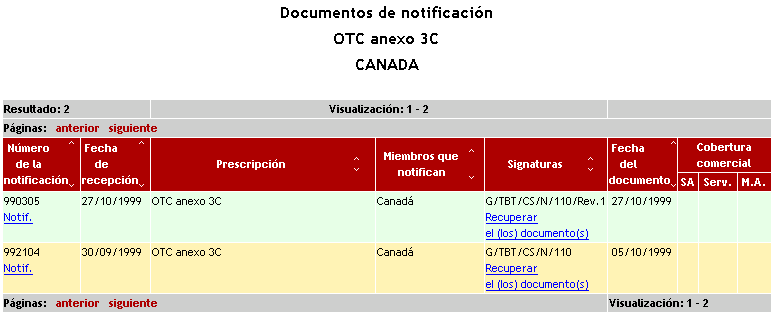 Documentos de notificación
OTC anexo 3C
CANADA
Resultado: 2 Visualización: 1 - 2
Páginas: anterior siguiente
Número de la notificación Fecha de recepción Prescripción Miembros que notifican Signaturas Fecha del documento Cobertura comercial
SA Serv. M.A.
990305 27/10/1999 OTC anexo 3C Canadá G/TBT/CS/N/110/Rev.1 27/10/1999
Notif. Recuperar
el (los) documento(s)
992104 30/09/1999 OTC anexo 3C Canadá G/TBT/CS/N/110 05/10/1999
Notif. Recuperar
el (los) documento(s)
Páginas: anterior siguiente Visualización: 1 - 2